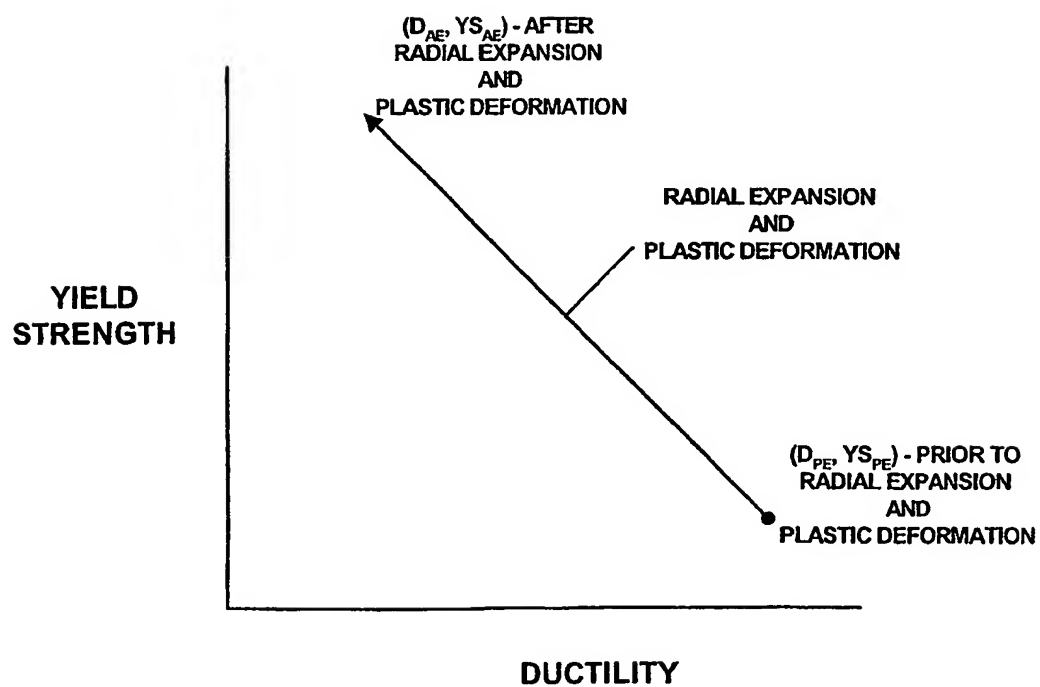 (D_AE, YS_AE) - AFTER
RADIAL EXPANSION
AND
PLASTIC DEFORMATION
RADIAL EXPANSION
AND
PLASTIC DEFORMATION
YIELD
STRENGTH
(D_PE, YS_PE) - PRIOR TO
RADIAL EXPANSION
AND
PLASTIC DEFORMATION
DUCTILITY